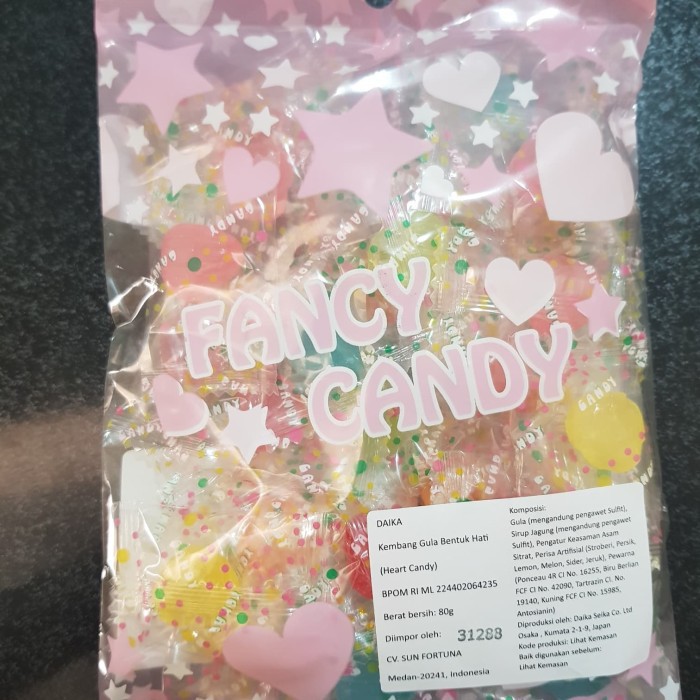 FANCY
CANDY
DAIKA
Kembang Gula Bentuk Hati
(Heart Candy)
BPOM RI ML 224402064235
Berat bersih: 80g
Diimpor oleh: 31288
CV. SUN FORTUNA
Medan-20241, Indonesia
Komposisi:
Gula (mengandung pengawet Sulfit),
Sirup Jagung (mengandung pengawet
Sulfit), Pengatur Keasaman Asam
Sitrat, Perisa Artifisial (Stroberi, Persik,
Lemon, Melon, Sider, Jeruk), Pewarna
(Ponceau 4R CI No. 16255, Biru Berlian
FCF CI No. 42090, Tartrazin CI. No.
19140, Kuning FCF CI No. 15985,
Antosianin)
Diproduksi oleh: Daika Seika Co. Ltd
Osaka , Kumata 2-1-9, Japan
Kode produksi: Lihat Kemasan
Baik digunakan sebelum:
Lihat Kemasan
CANDY